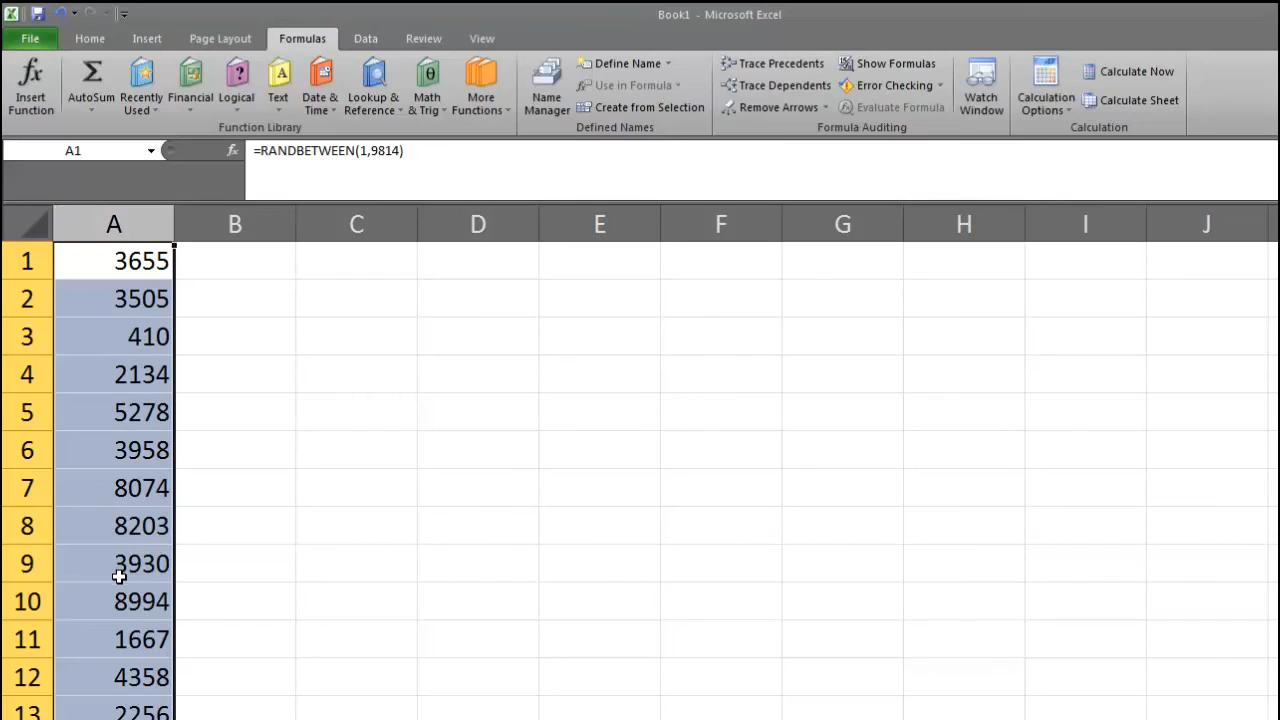 Book1 - Microsoft Excel
File Home Insert Page Layout Formulas Data Review View
Insert Function
AutoSum
Recently Used
Financial
Logical
Text
Date & Time
Lookup & Reference
Math & Trig
More Functions
Function Library
Name Manager
Define Name
Use in Formula
Create from Selection
Defined Names
Trace Precedents
Trace Dependents
Remove Arrows
Show Formulas
Error Checking
Evaluate Formula
Formula Auditing
Watch Window
Calculation Options
Calculate Now
Calculate Sheet
Calculation
A1 fx =RANDBETWEEN(1,9814)
A B C D E F G H I J
1 3655
2 3505
3 410
4 2134
5 5278
6 3958
7 8074
8 8203
9 3930
10 8994
11 1667
12 4358
13 2256